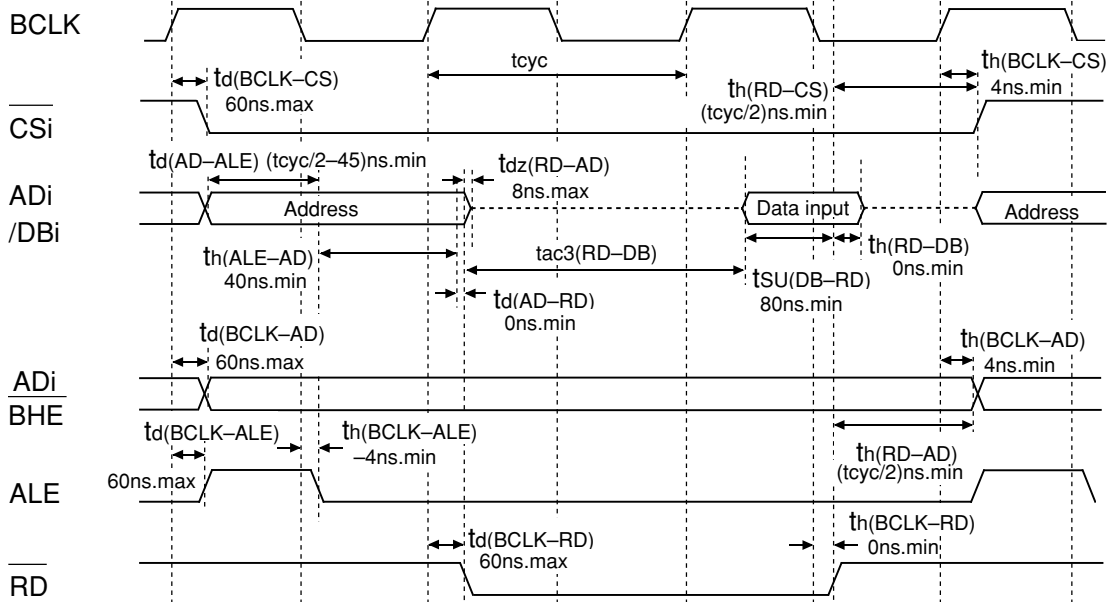 BCLK
td(BCLK–CS)
60ns.max
tcyc
th(BCLK–CS)
4ns.min
th(RD–CS)
(tcyc/2)ns.min
CSi
td(AD–ALE) (tcyc/2–45)ns.min
tdz(RD–AD)
8ns.max
ADi
/DBi
Address
Data input
Address
th(ALE–AD)
40ns.min
tac3(RD–DB)
th(RD–DB)
0ns.min
tSU(DB–RD)
80ns.min
td(AD–RD)
0ns.min
td(BCLK–AD)
60ns.max
th(BCLK–AD)
4ns.min
ADi
BHE
td(BCLK–ALE)
60ns.max
th(BCLK–ALE)
–4ns.min
th(RD–AD)
(tcyc/2)ns.min
ALE
td(BCLK–RD)
60ns.max
th(BCLK–RD)
0ns.min
RD